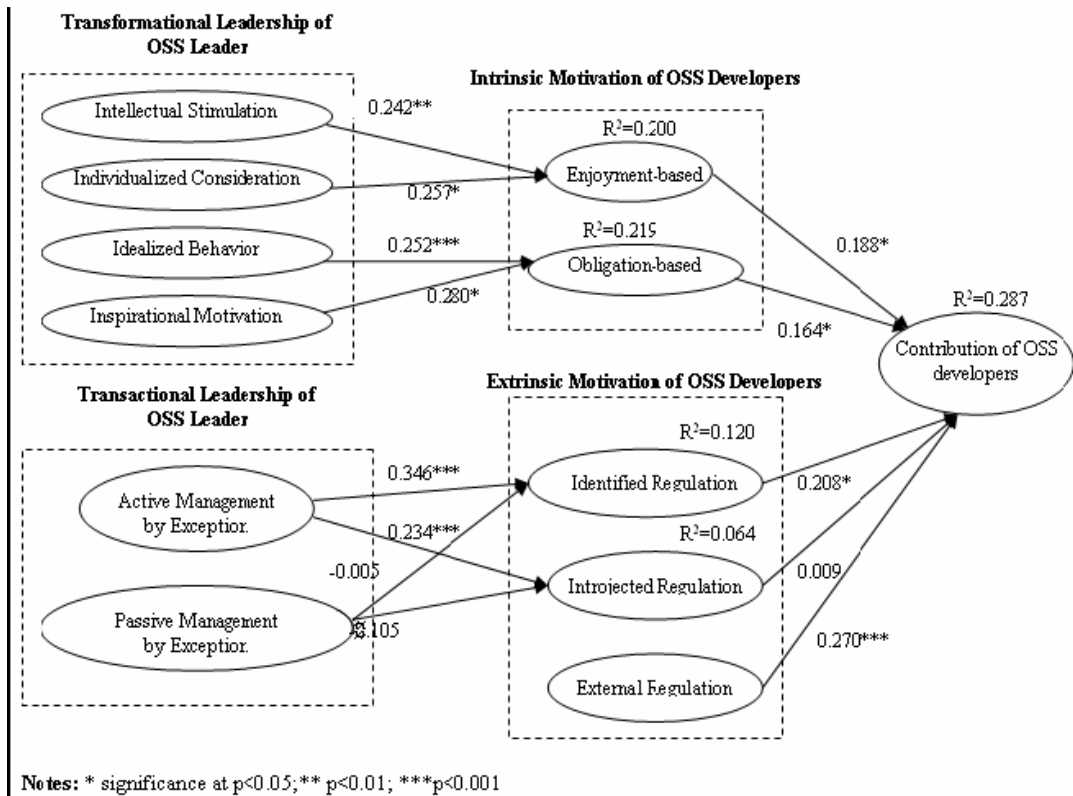 Transformational Leadership of
OSS Leader
Intrinsic Motivation of OSS Developers
Intellectual Stimulation
0.242**
R²=0.200
Individualized Consideration
0.257*
Enjoyment-based
Idealized Behavior
0.252***
R²=0.219
0.188*
Obligation-based
Inspirational Motivation
0.280*
0.164*
R²=0.287
Contribution of OSS
developers
Transactional Leadership of
OSS Leader
Extrinsic Motivation of OSS Developers
R²=0.120
Active Management
by Exception.
0.346***
Identified Regulation
0.208*
0.234***
R²=0.064
-0.005
Introjected Regulation
0.009
Passive Management
by Exception.
0.270***
External Regulation
Notes: * significance at p<0.05;** p<0.01; ***p<0.001